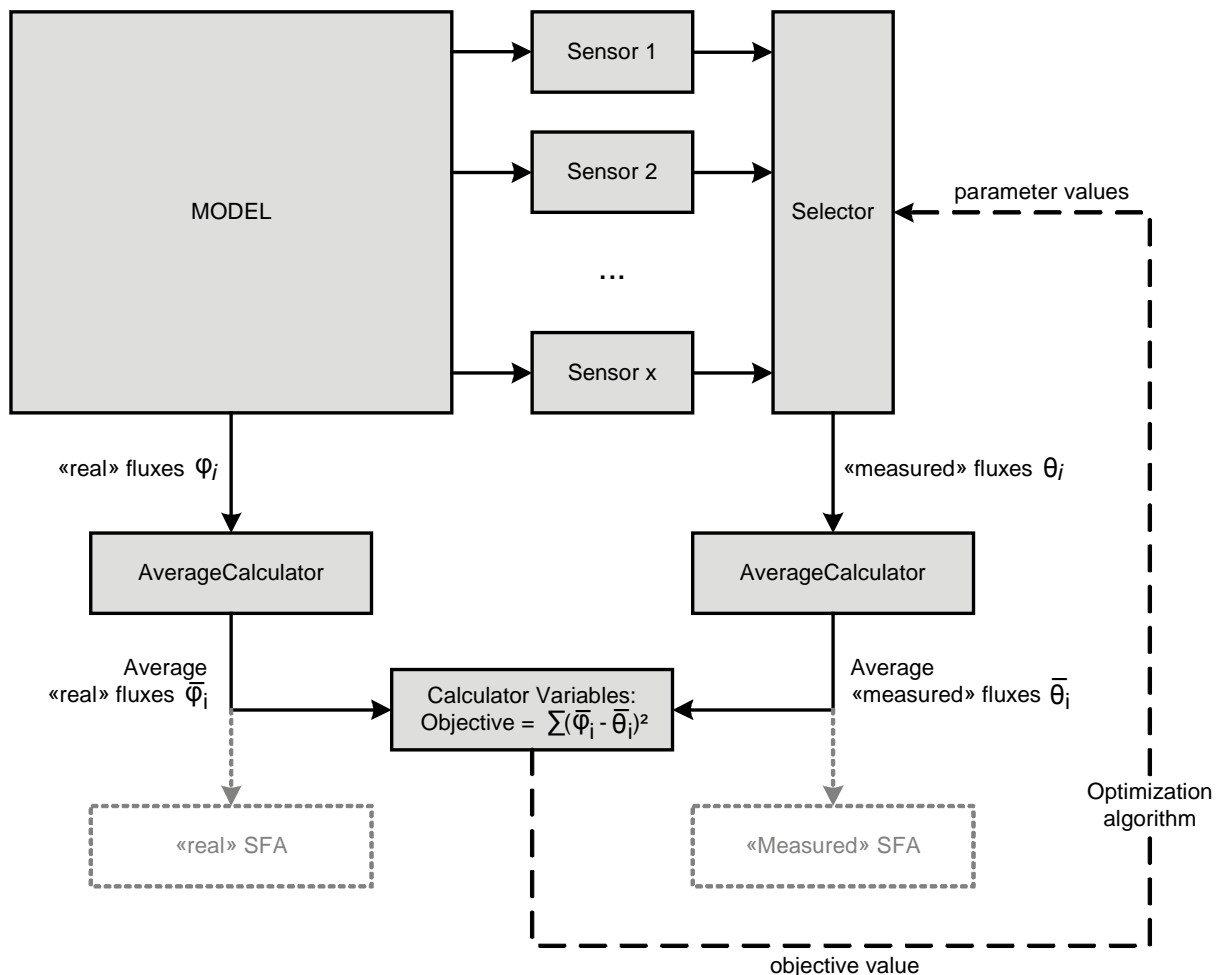 Sensor 1
Sensor 2
MODEL
Selector
parameter values
...
Sensor x
«real» fluxes φi
«measured» fluxes θi
AverageCalculator
AverageCalculator
Average
«real» fluxes φ̅i
Calculator Variables:
Objective = ∑(φ̅i - θ̅i)²
Average
«measured» fluxes θ̅i
Optimization
algorithm
«real» SFA
«Measured» SFA
objective value